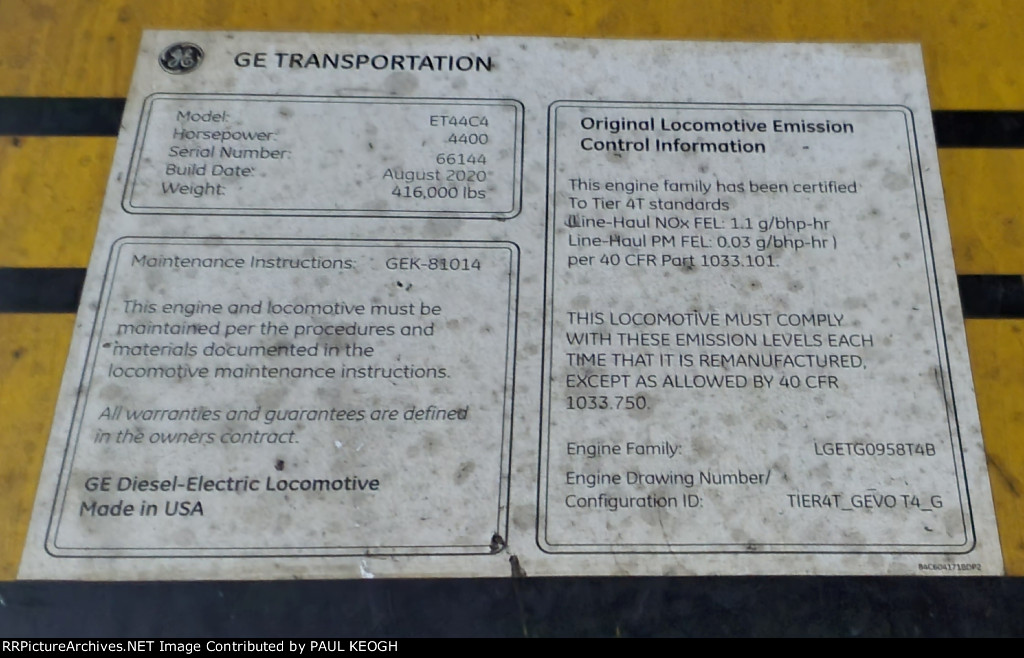 GE TRANSPORTATION
Model: ET44C4
Horsepower: 4400
Serial Number: 66144
Build Date: August 2020
Weight: 416,000 lbs
Maintenance Instructions: GEK-81014
This engine and locomotive must be
maintained per the procedures and
materials documented in the
locomotive maintenance instructions.
All warranties and guarantees are defined
in the owners contract.
GE Diesel-Electric Locomotive
Made in USA
Original Locomotive Emission
Control Information
This engine family has been certified
To Tier 4T standards
(Line-Haul NOx FEL: 1.1 g/bhp-hr
Line-Haul PM FEL: 0.03 g/bhp-hr )
per 40 CFR Part 1033.101.
THIS LOCOMOTIVE MUST COMPLY
WITH THESE EMISSION LEVELS EACH
TIME THAT IT IS REMANUFACTURED,
EXCEPT AS ALLOWED BY 40 CFR
1033.750.
Engine Family: LGETG0958T4B
Engine Drawing Number/
Configuration ID: TIER4T_GEVO T4_G
RRPictureArchives.NET Image Contributed by PAUL KEOGH